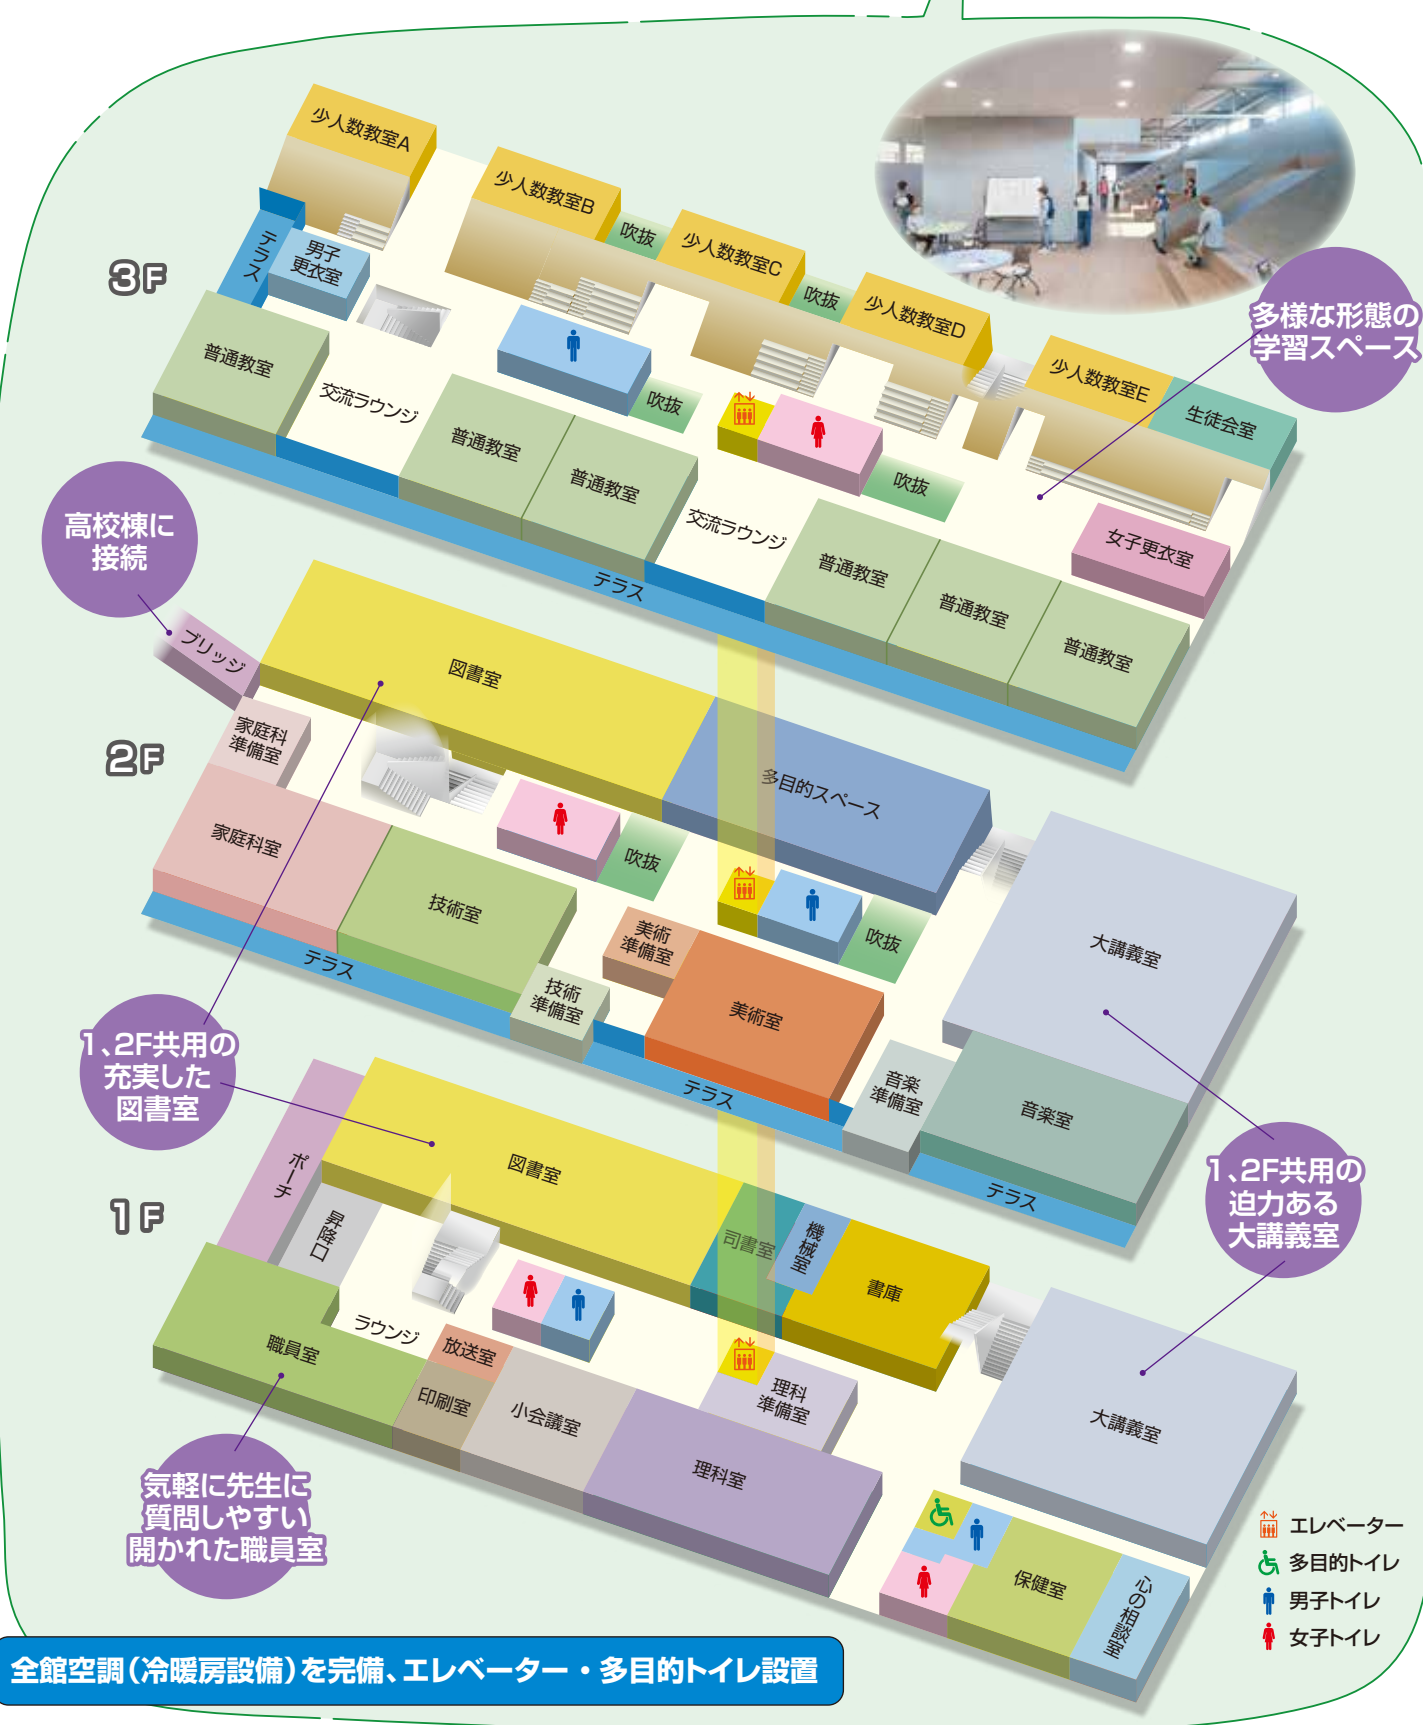 少人数教室A
少人数教室B
吹抜
少人数教室C
吹抜
少人数教室D
少人数教室E
生徒会室
テラス
男子
更衣室
3F
普通教室
交流ラウンジ
普通教室
普通教室
吹抜
吹抜
交流ラウンジ
普通教室
普通教室
普通教室
女子更衣室
テラス
多様な形態の
学習スペース
高校棟に
接続
ブリッジ
図書室
多目的スペース
2F
家庭科
準備室
家庭科室
技術室
吹抜
吹抜
技術
準備室
美術
準備室
美術室
音楽
準備室
音楽室
大講義室
テラス
テラス
テラス
1、2F共用の
充実した
図書室
1、2F共用の
迫力ある
大講義室
1F
ポーチ
昇降口
図書室
司書室
機械室
書庫
ラウンジ
職員室
放送室
印刷室
小会議室
理科室
理科
準備室
大講義室
保健室
心の相談室
気軽に先生に
質問しやすい
開かれた職員室
エレベーター
多目的トイレ
男子トイレ
女子トイレ
全館空調（冷暖房設備）を完備、エレベーター・多目的トイレ設置